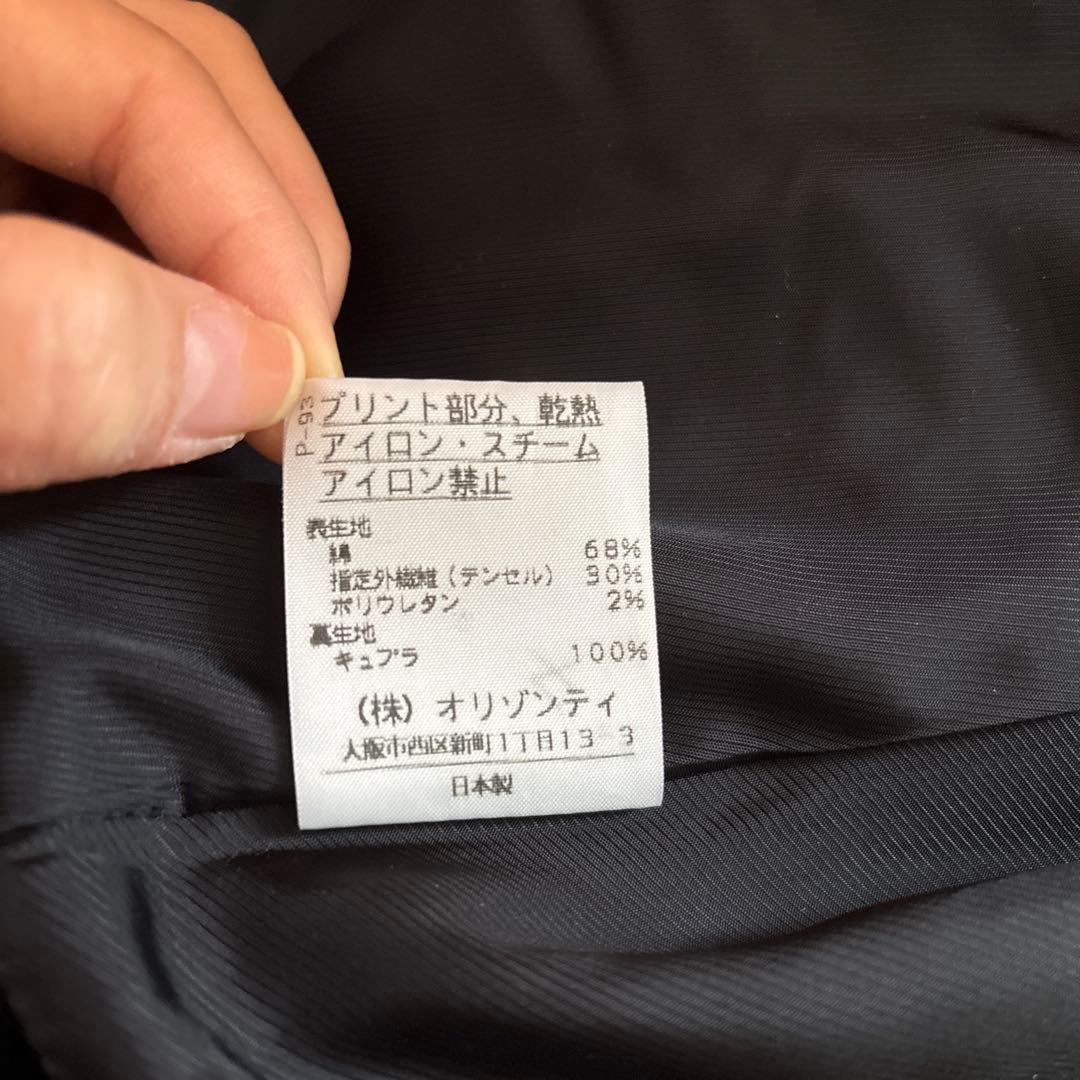 P-93
プリント部分、乾熱
アイロン・スチーム
アイロン禁止
表生地
綿 68%
指定外繊維(テンセル) 30%
ポリウレタン 2%
裏生地
キュプラ 100%
(株)オリゾンティ
大阪市西区新町1丁目13-3
日本製